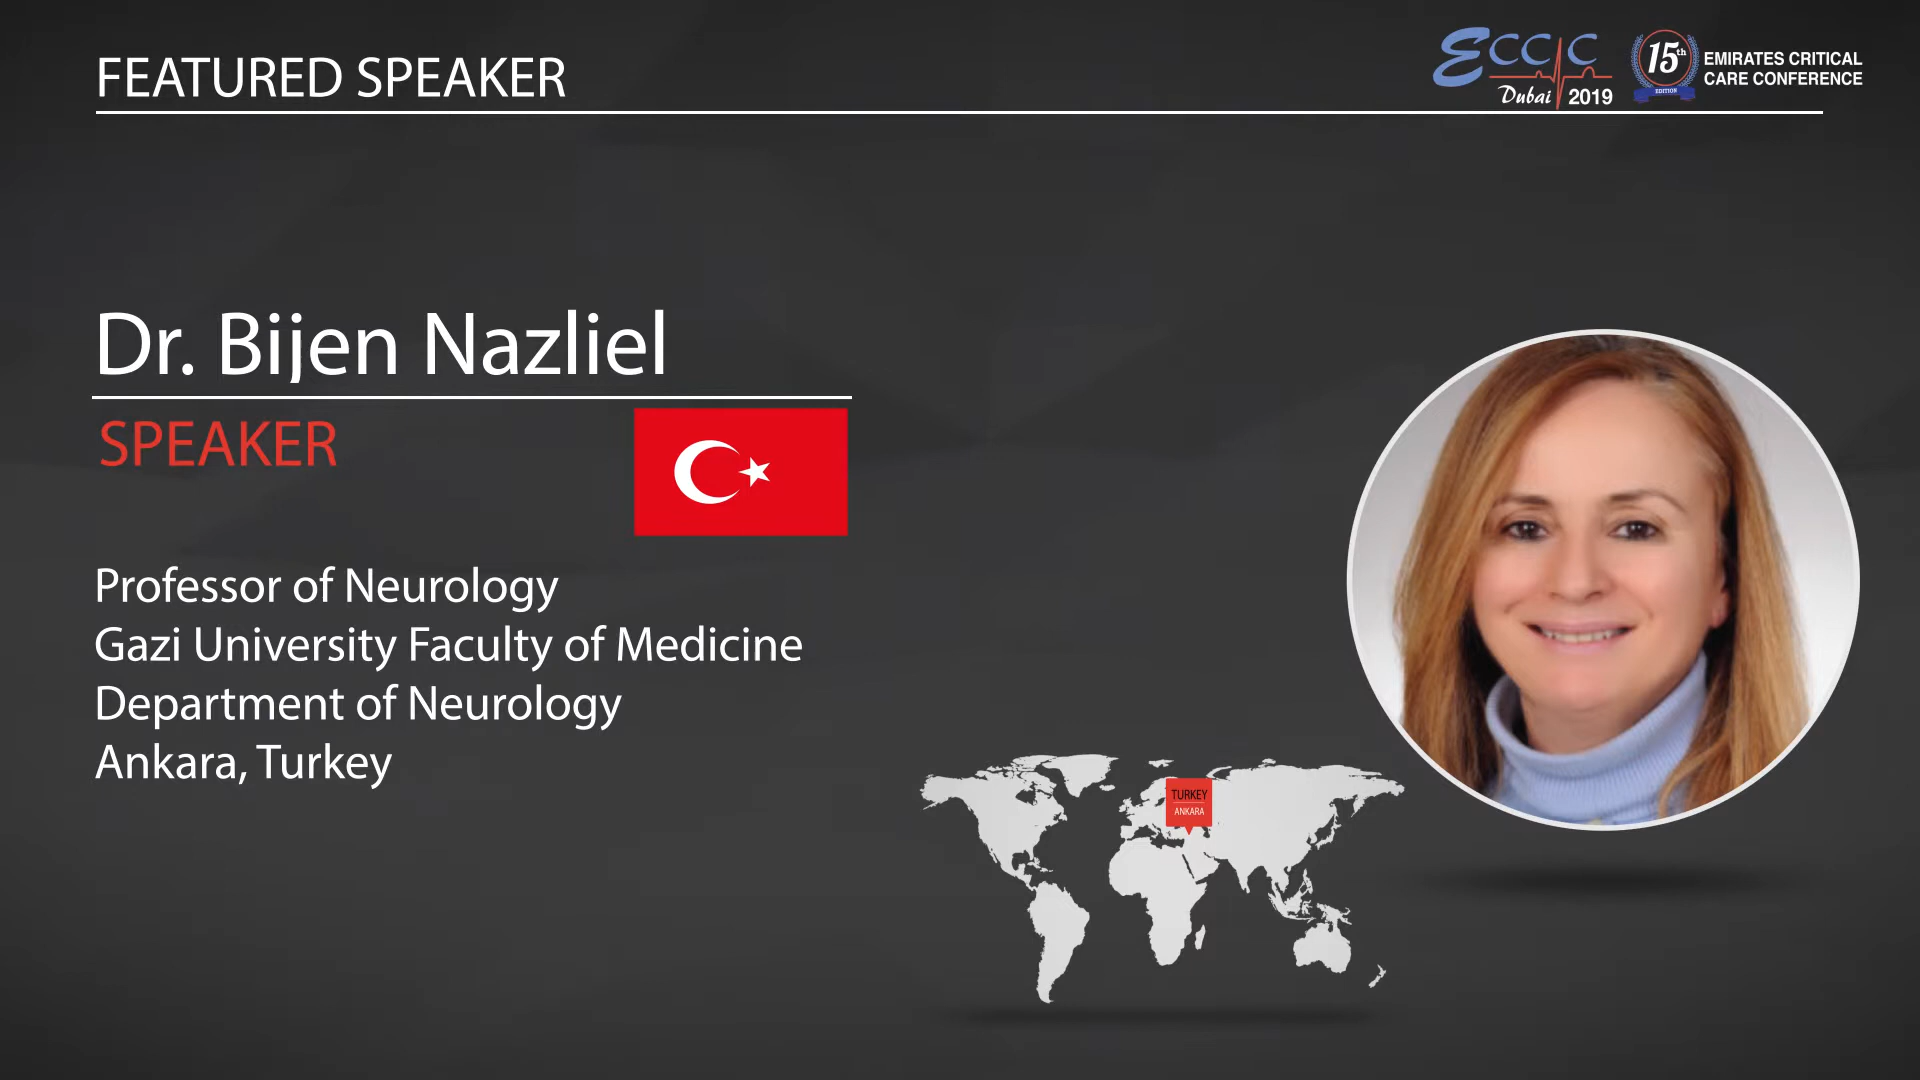 FEATURED SPEAKER
ECCC
Dubai 2019
15th
EDITION
EMIRATES CRITICAL
CARE CONFERENCE
Dr. Bijen Nazliel
SPEAKER
Professor of Neurology
Gazi University Faculty of Medicine
Department of Neurology
Ankara, Turkey
TURKEY
ANKARA